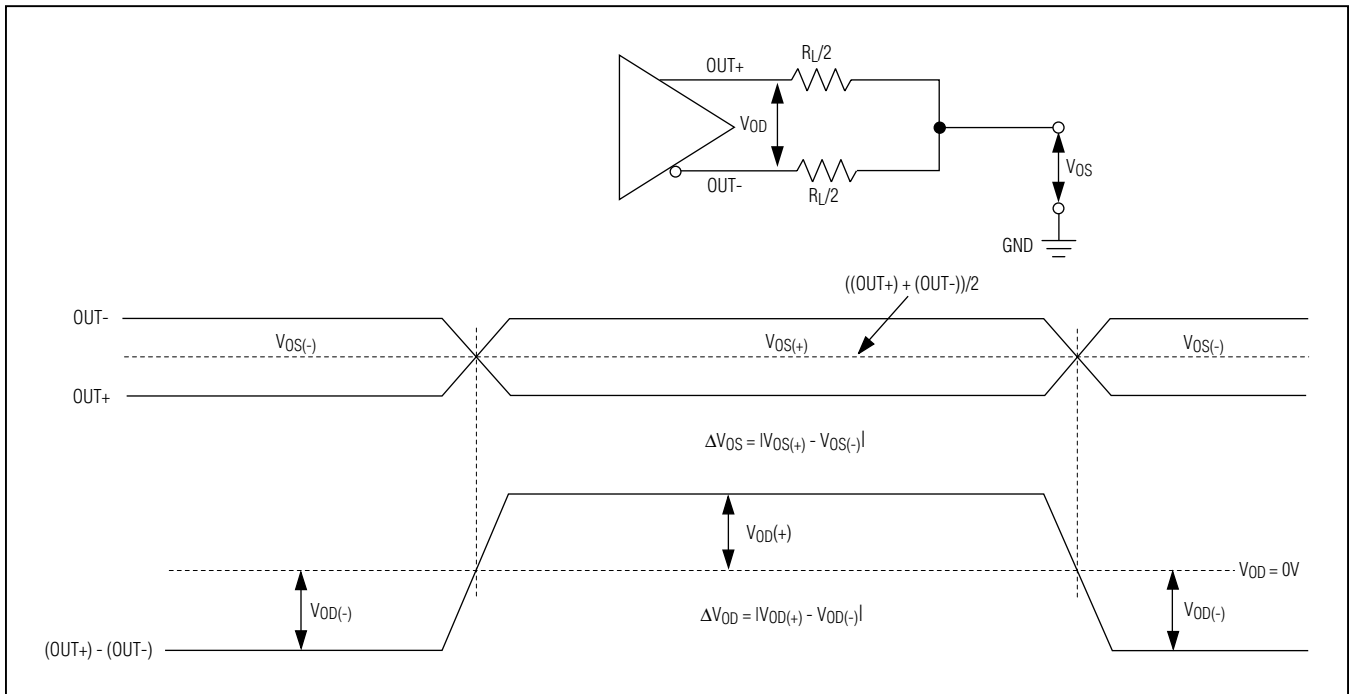 OUT+
RL/2
VOD
OUT-
RL/2
VOS
GND
((OUT+) + (OUT-))/2
OUT-
VOS(-)
VOS(+)
VOS(-)
OUT+
ΔVOS = |VOS(+) - VOS(-)|
VOD(+)
VOD = 0V
VOD(-)
ΔVOD = |VOD(+) - VOD(-)|
VOD(-)
(OUT+) - (OUT-)